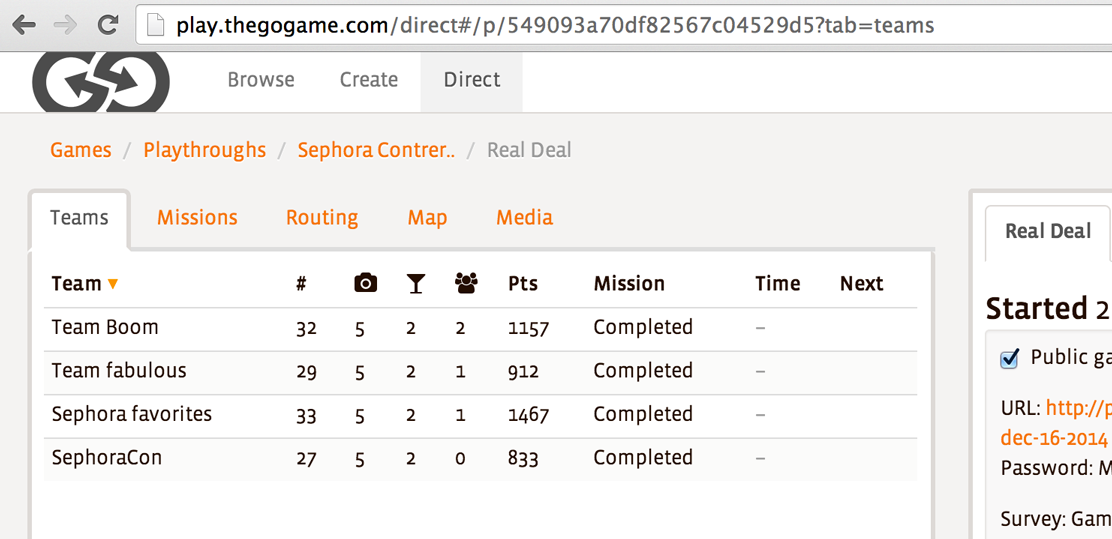 play.thegogame.com/direct#/p/549093a70df82567c04529d5?tab=teams
GO Browse Create Direct
Games / Playthroughs / Sephora Contrer.. / Real Deal
Teams Missions Routing Map Media
Team # Pts Mission Time Next
Team Boom 32 5 2 2 1157 Completed –
Team fabulous 29 5 2 1 912 Completed –
Sephora favorites 33 5 2 1 1467 Completed –
SephoraCon 27 5 2 0 833 Completed –
Real Deal
Started 2
Public ga
URL: http://p
dec-16-2014
Password: M
Survey: Gam